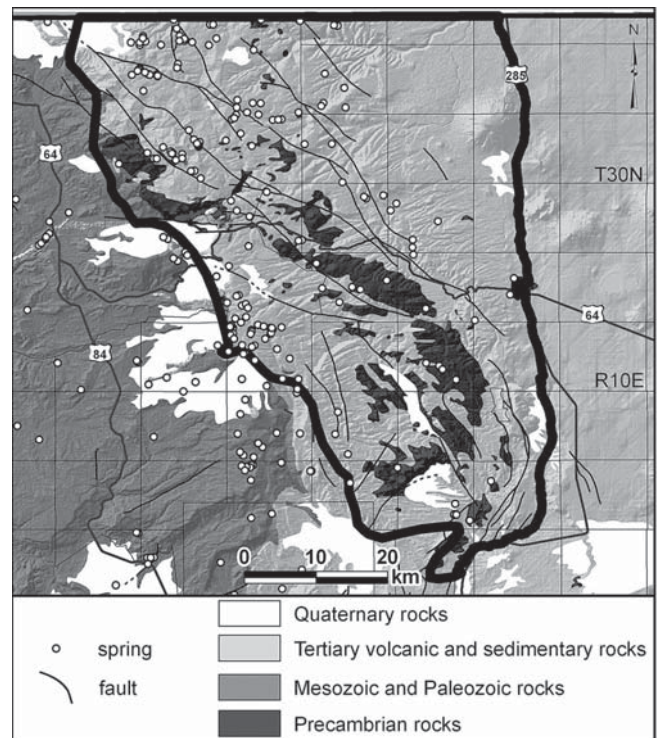 N
285
64
T30N
64
84
R10E
0 10 20
km
Quaternary rocks
spring
Tertiary volcanic and sedimentary rocks
fault
Mesozoic and Paleozoic rocks
Precambrian rocks